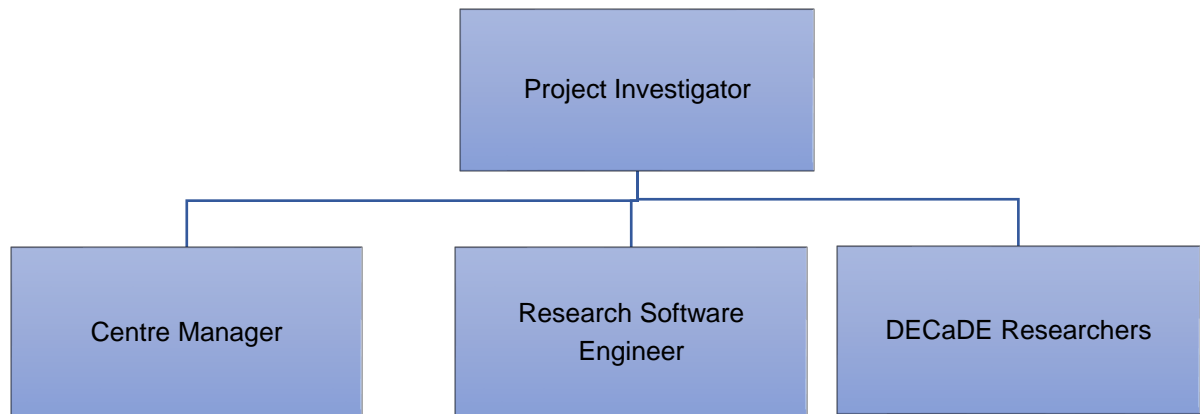 Project Investigator
Centre Manager
Research Software
Engineer
DECaDE Researchers